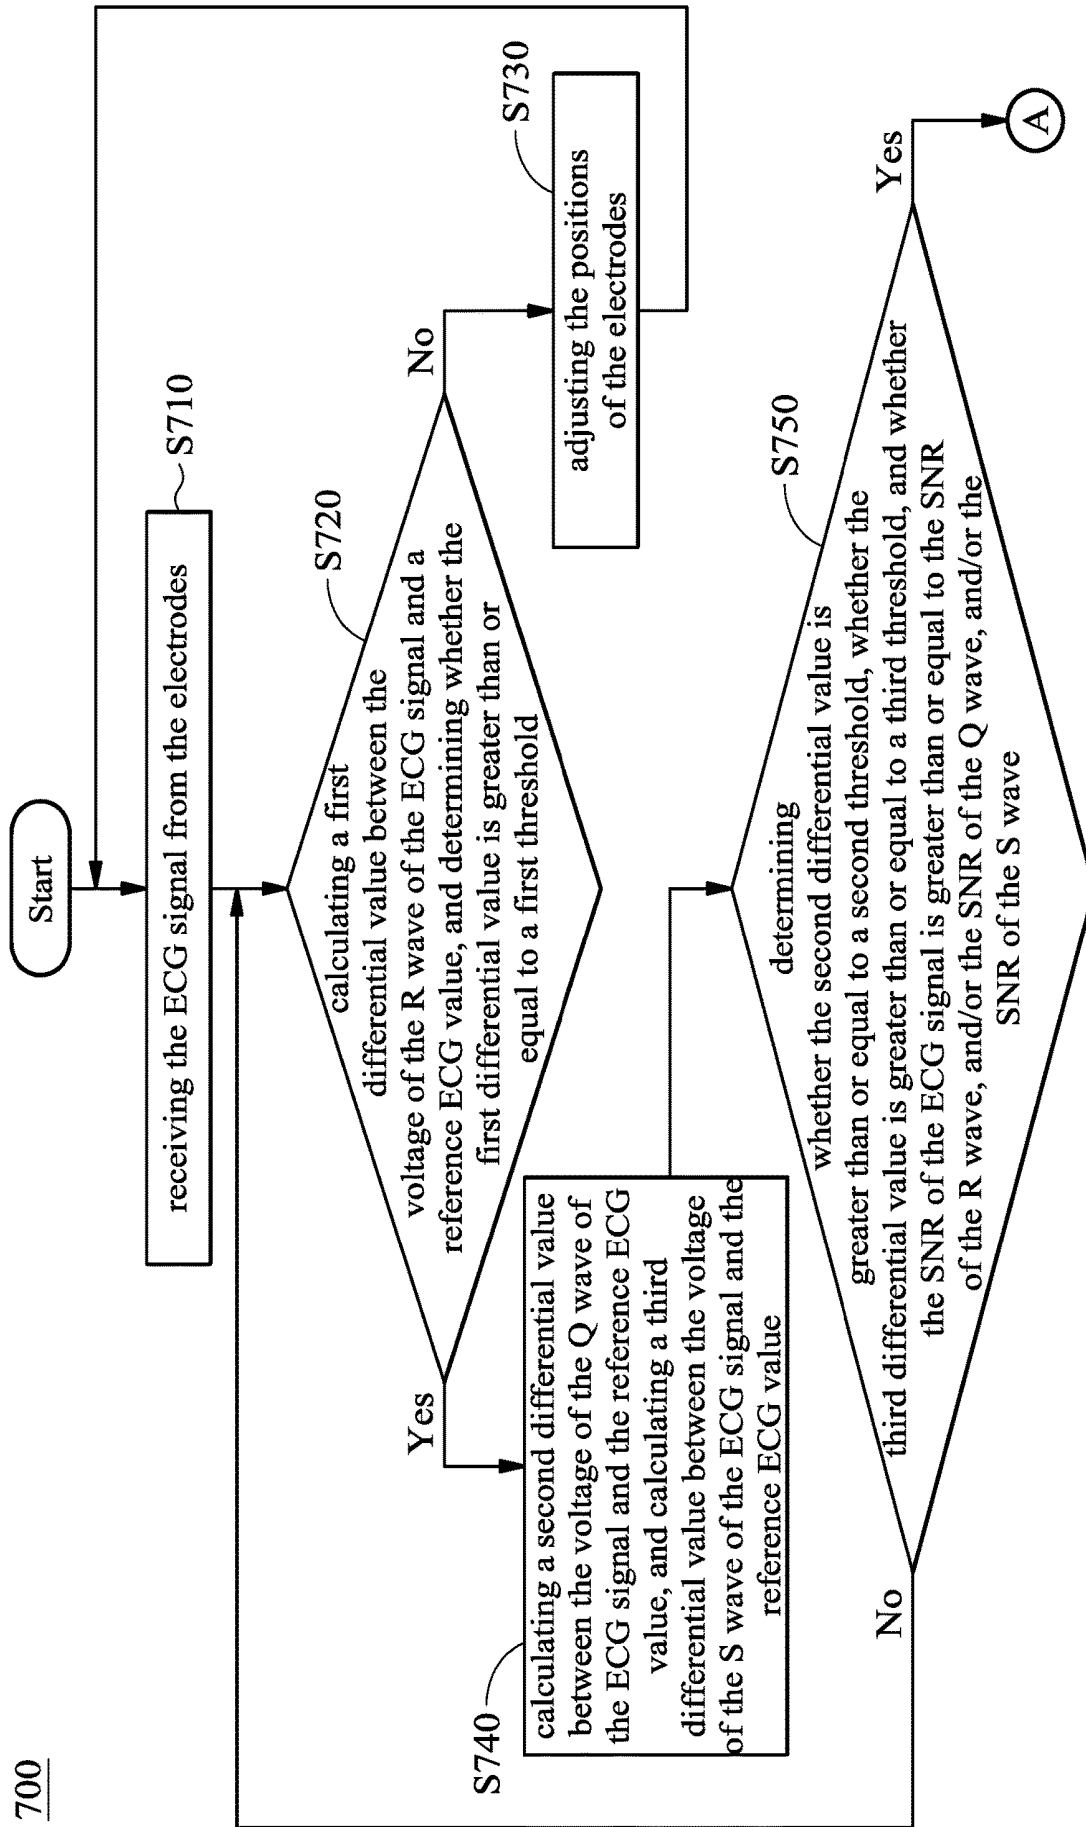 700
Start
receiving the ECG signal from the electrodes
S710
calculating a first
differential value between the
voltage of the R wave of the ECG signal and a
reference ECG value, and determining whether the
first differential value is greater than or
equal to a first threshold
S720
No
adjusting the positions
of the electrodes
S730
Yes
S740
calculating a second differential value
between the voltage of the Q wave of
the ECG signal and the reference ECG
value, and calculating a third
differential value between the voltage
of the S wave of the ECG signal and the
reference ECG value
S750
determining
whether the second differential value is
greater than or equal to a second threshold, whether the
third differential value is greater than or equal to a third threshold, and whether
the SNR of the ECG signal is greater than or equal to the SNR
of the R wave, and/or the SNR of the Q wave, and/or the
SNR of the S wave
No
Yes
A